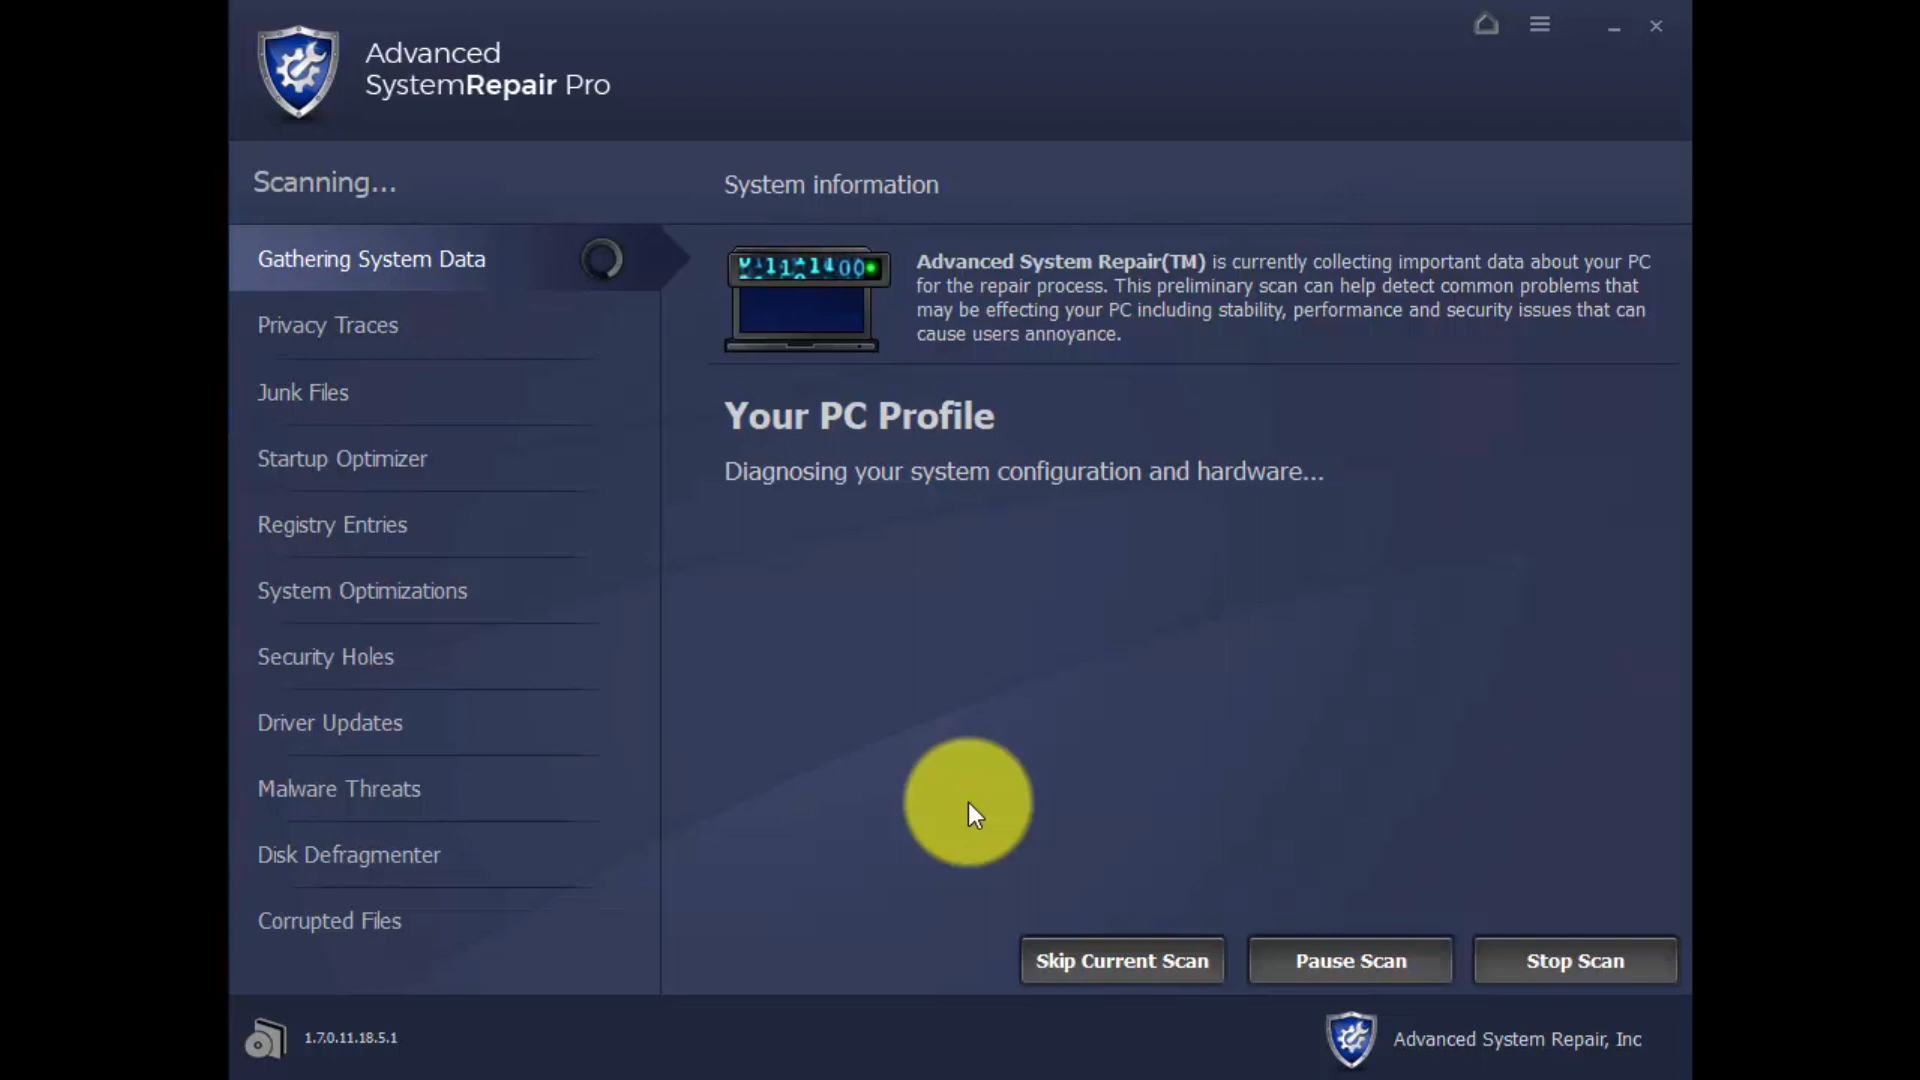 Advanced
SystemRepair Pro
Scanning...
System information
Gathering System Data
Privacy Traces
Junk Files
Startup Optimizer
Registry Entries
System Optimizations
Security Holes
Driver Updates
Malware Threats
Disk Defragmenter
Corrupted Files
Advanced System Repair(TM) is currently collecting important data about your PC
for the repair process. This preliminary scan can help detect common problems that
may be effecting your PC including stability, performance and security issues that can
cause users annoyance.
Your PC Profile
Diagnosing your system configuration and hardware...
Skip Current Scan
Pause Scan
Stop Scan
1.7.0.11.18.5.1
Advanced System Repair, Inc